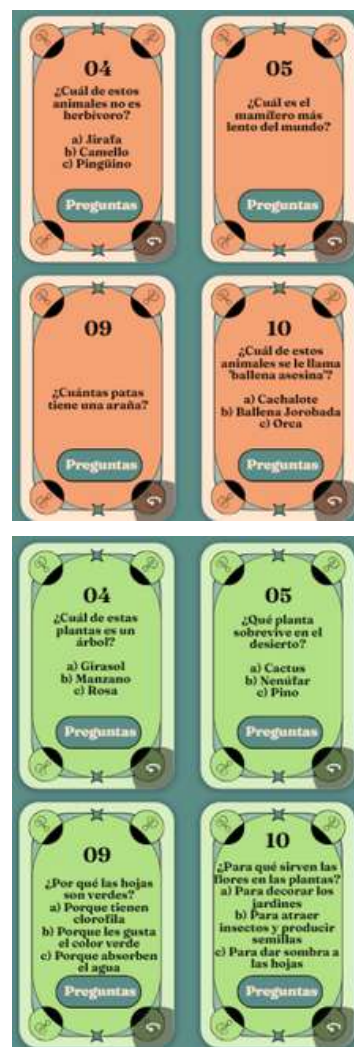 04
¿Cuál de estos
animales no es
herbívoro?
a) Jirafa
b) Camello
c) Pingüino
Preguntas
05
¿Cuál es el
mamífero más
lento del mundo?
Preguntas
09
¿Cuántas patas
tiene una araña?
Preguntas
10
¿Cuál de estos
animales se le llama
'ballena asesina'?
a) Cachalote
b) Ballena Jorobada
c) Orca
Preguntas
04
¿Cuál de estas
plantas es un
árbol?
a) Girasol
b) Manzano
c) Rosa
Preguntas
05
¿Qué planta
sobrevive en el
desierto?
a) Cactus
b) Nenúfar
c) Pino
Preguntas
09
¿Por qué las hojas
son verdes?
a) Porque tienen
clorofila
b) Porque les gusta
el color verde
c) Porque absorben
el agua
Preguntas
10
¿Para qué sirven las
flores en las plantas?
a) Para decorar los
jardines
b) Para atraer
insectos y producir
semillas
c) Para dar sombra a
las hojas
Preguntas